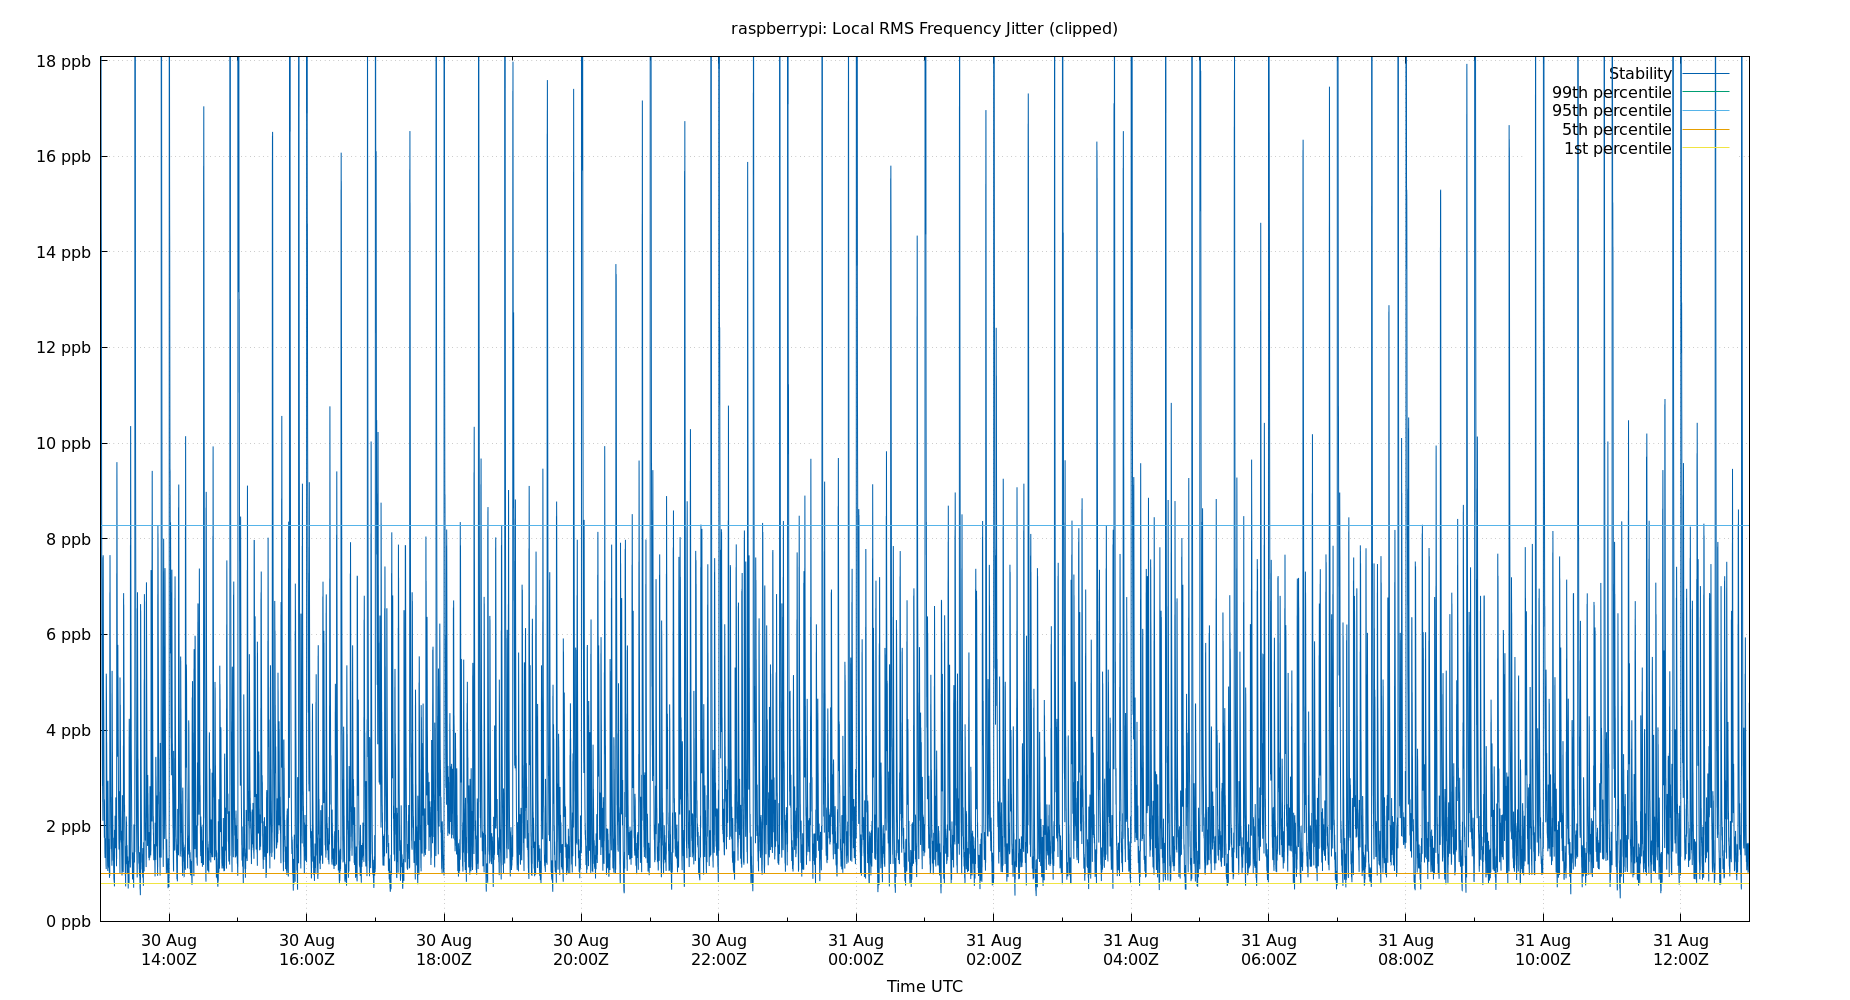 raspberrypi: Local RMS Frequency Jitter (clipped)
18 ppb
16 ppb
14 ppb
12 ppb
10 ppb
8 ppb
6 ppb
4 ppb
2 ppb
0 ppb
Stability
99th percentile
95th percentile
5th percentile
1st percentile
30 Aug 30 Aug 30 Aug 30 Aug 30 Aug 31 Aug 31 Aug 31 Aug 31 Aug 31 Aug 31 Aug 31 Aug
14:00Z 16:00Z 18:00Z 20:00Z 22:00Z 00:00Z 02:00Z 04:00Z 06:00Z 08:00Z 10:00Z 12:00Z
Time UTC